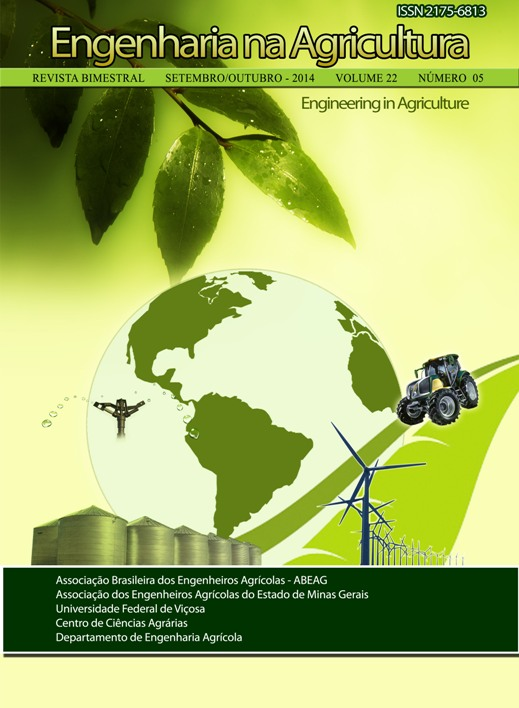 ISSN 2175-6813
Engenharia na Agricultura
REVISTA BIMESTRAL SETEMBRO/OUTUBRO - 2014 VOLUME 22 NÚMERO 05
Engineering in Agriculture
Associação Brasileira dos Engenheiros Agrícolas - ABEAG
Associação dos Engenheiros Agrícolas do Estado de Minas Gerais
Universidade Federal de Viçosa
Centro de Ciências Agrárias
Departamento de Engenharia Agrícola